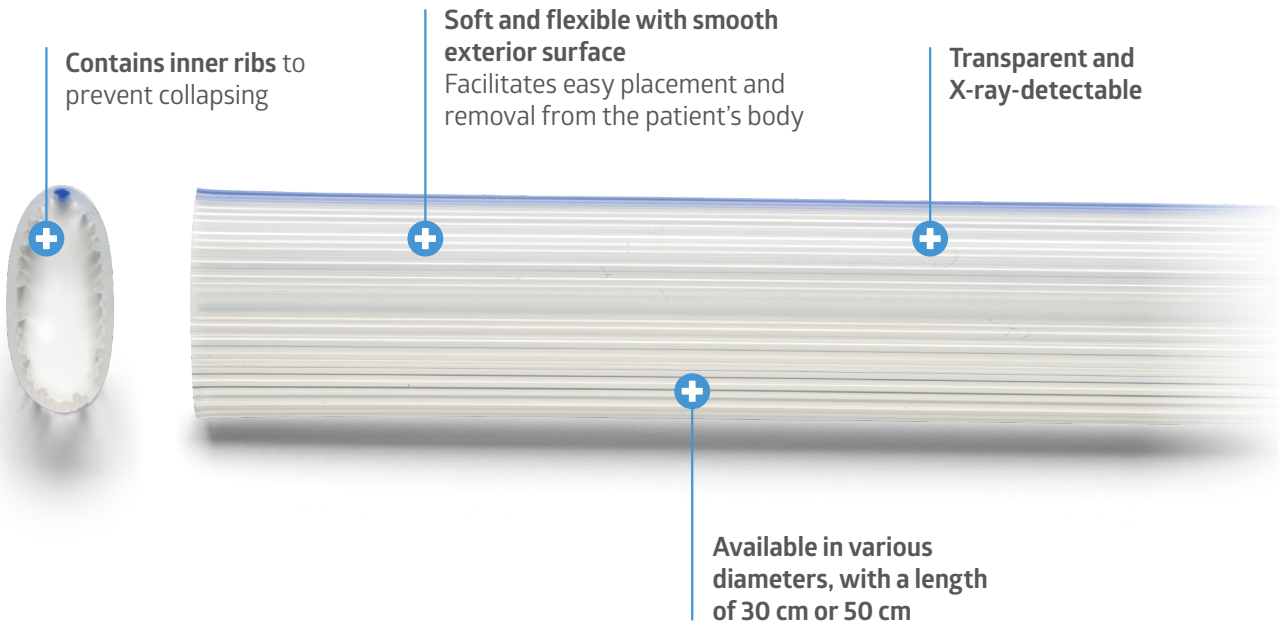 Contains inner ribs to
prevent collapsing
Soft and flexible with smooth
exterior surface
Facilitates easy placement and
removal from the patient’s body
Transparent and
X-ray-detectable
Available in various
diameters, with a length
of 30 cm or 50 cm